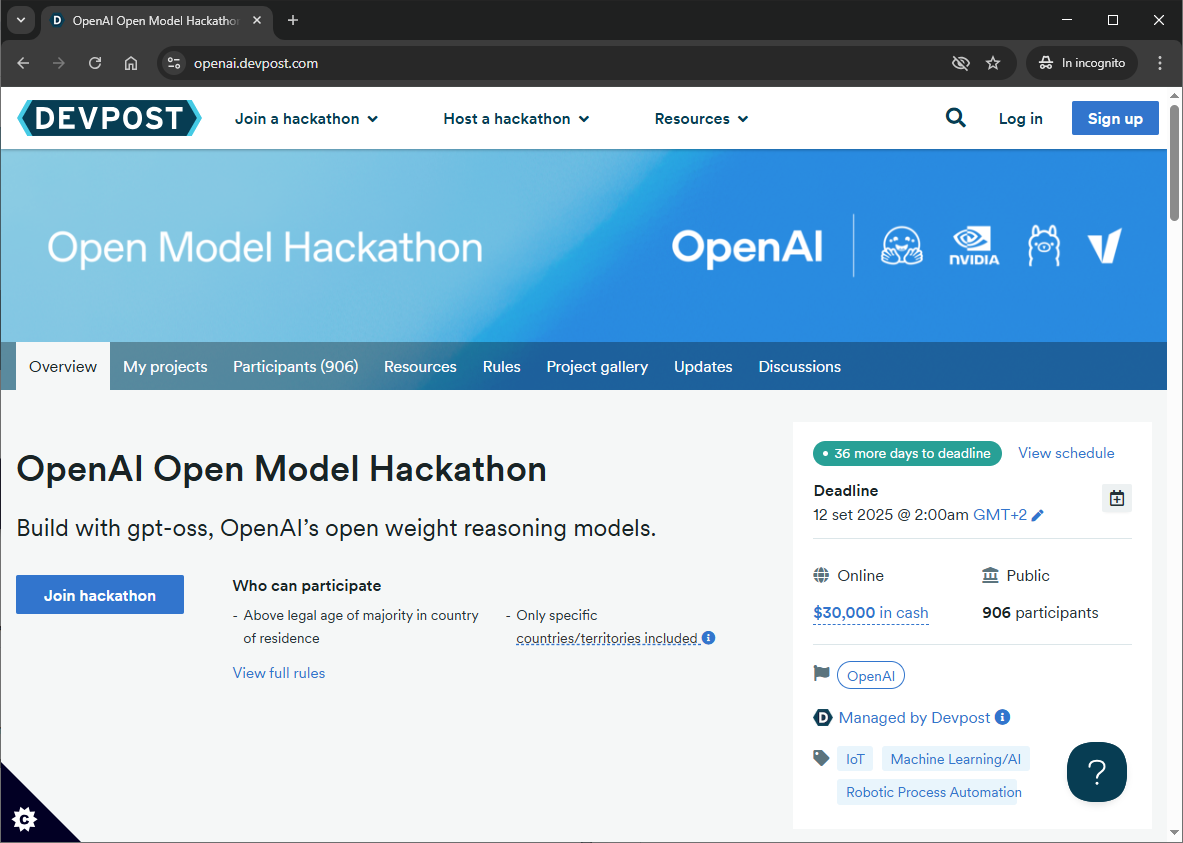 OpenAI Open Model Hackatho
openai.devpost.com
In incognito
DEVPOST
Join a hackathon
Host a hackathon
Resources
Log in
Sign up
Open Model Hackathon
OpenAI
NVIDIA
Overview
My projects
Participants (906)
Resources
Rules
Project gallery
Updates
Discussions
OpenAI Open Model Hackathon
Build with gpt-oss, OpenAI’s open weight reasoning models.
Join hackathon
Who can participate
- Above legal age of majority in country
of residence
- Only specific
countries/territories included
View full rules
36 more days to deadline
View schedule
Deadline
12 set 2025 @ 2:00am GMT+2
Online
Public
$30,000 in cash
906 participants
OpenAI
Managed by Devpost
IoT
Machine Learning/AI
Robotic Process Automation
?